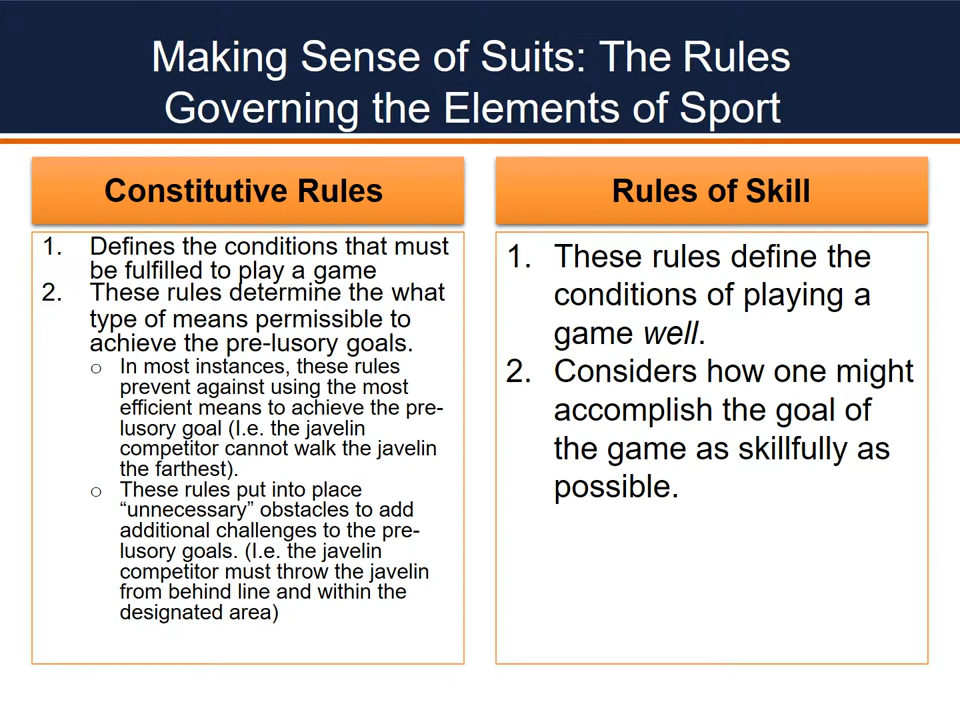 Making Sense of Suits: The Rules
Governing the Elements of Sport
Constitutive Rules
1. Defines the conditions that must
be fulfilled to play a game
2. These rules determine the what
type of means permissible to
achieve the pre-lusory goals.
○ In most instances, these rules
prevent against using the most
efficient means to achieve the pre-
lusory goal (I.e. the javelin
competitor cannot walk the javelin
the farthest).
○ These rules put into place
“unnecessary” obstacles to add
additional challenges to the pre-
lusory goals. (I.e. the javelin
competitor must throw the javelin
from behind line and within the
designated area)
Rules of Skill
1. These rules define the
conditions of playing a
game well.
2. Considers how one might
accomplish the goal of
the game as skillfully as
possible.